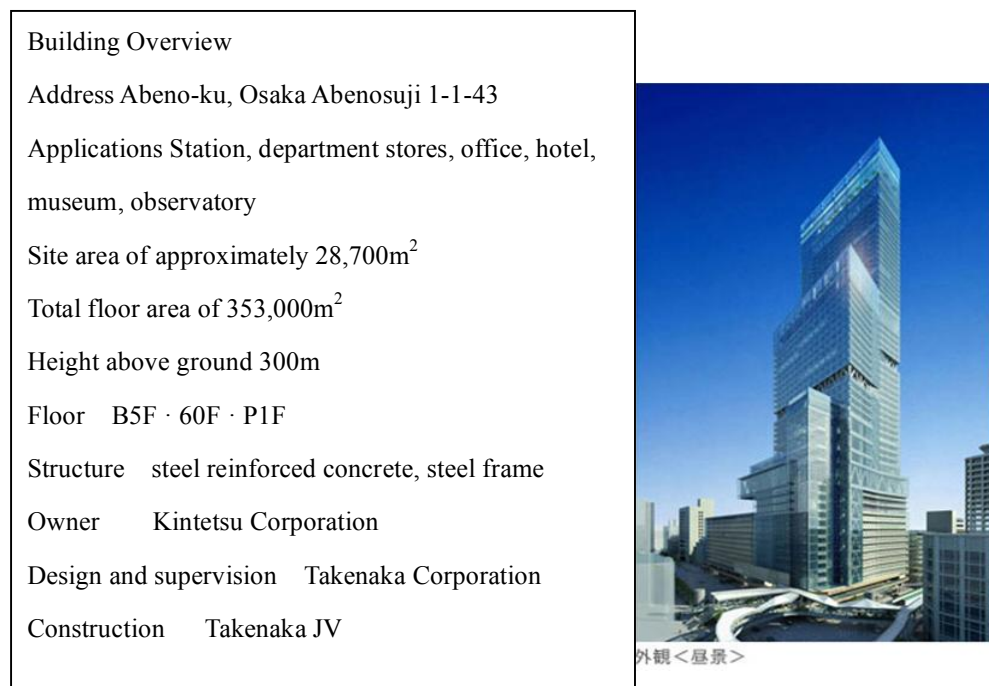 Building Overview
Address Abeno-ku, Osaka Abenosuji 1-1-43
Applications Station, department stores, office, hotel,
museum, observatory
Site area of approximately 28,700m²
Total floor area of 353,000m²
Height above ground 300m
Floor B5F · 60F · P1F
Structure steel reinforced concrete, steel frame
Owner Kintetsu Corporation
Design and supervision Takenaka Corporation
Construction Takenaka JV
外観＜昼景＞